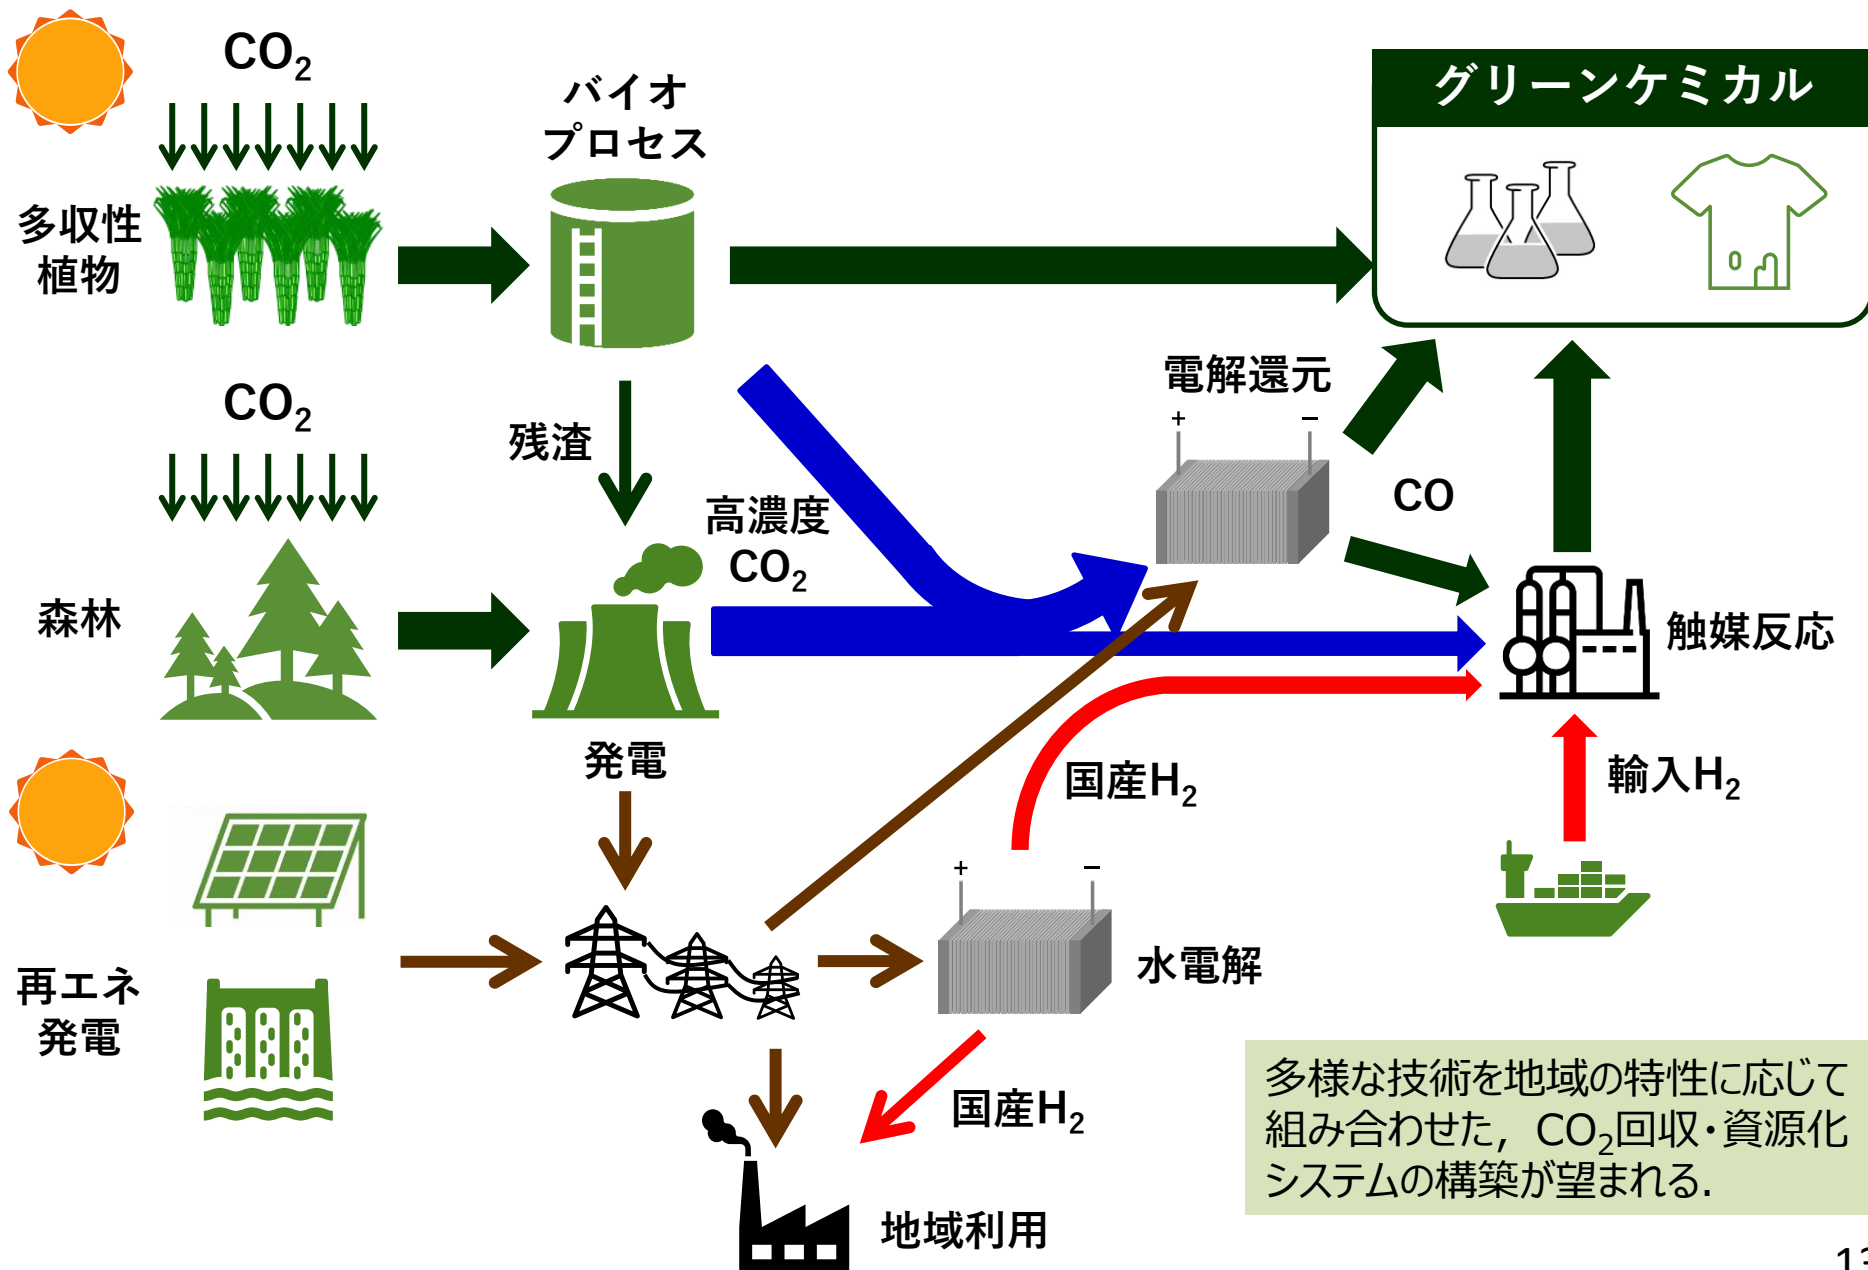 CO₂
バイオ
プロセス
グリーンケミカル
多収性
植物
電解還元
+
−
CO₂
残渣
高濃度
CO₂
CO
森林
触媒反応
発電
国産H₂
輸入H₂
+
−
再エネ
発電
水電解
国産H₂
地域利用
多様な技術を地域の特性に応じて
組み合わせた，CO₂回収・資源化
システムの構築が望まれる.